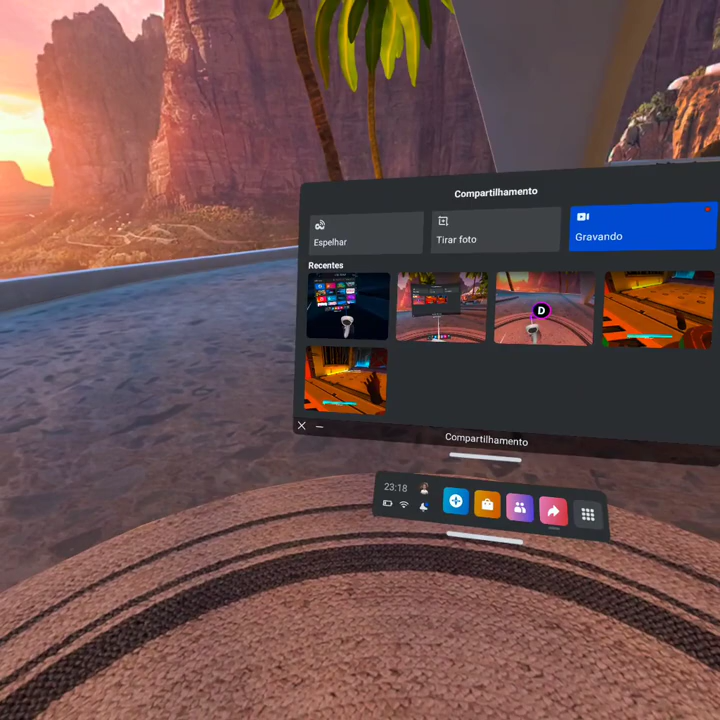 Compartilhamento
Espelhar
Tirar foto
Gravando
Recentes
D
Compartilhamento
23:18